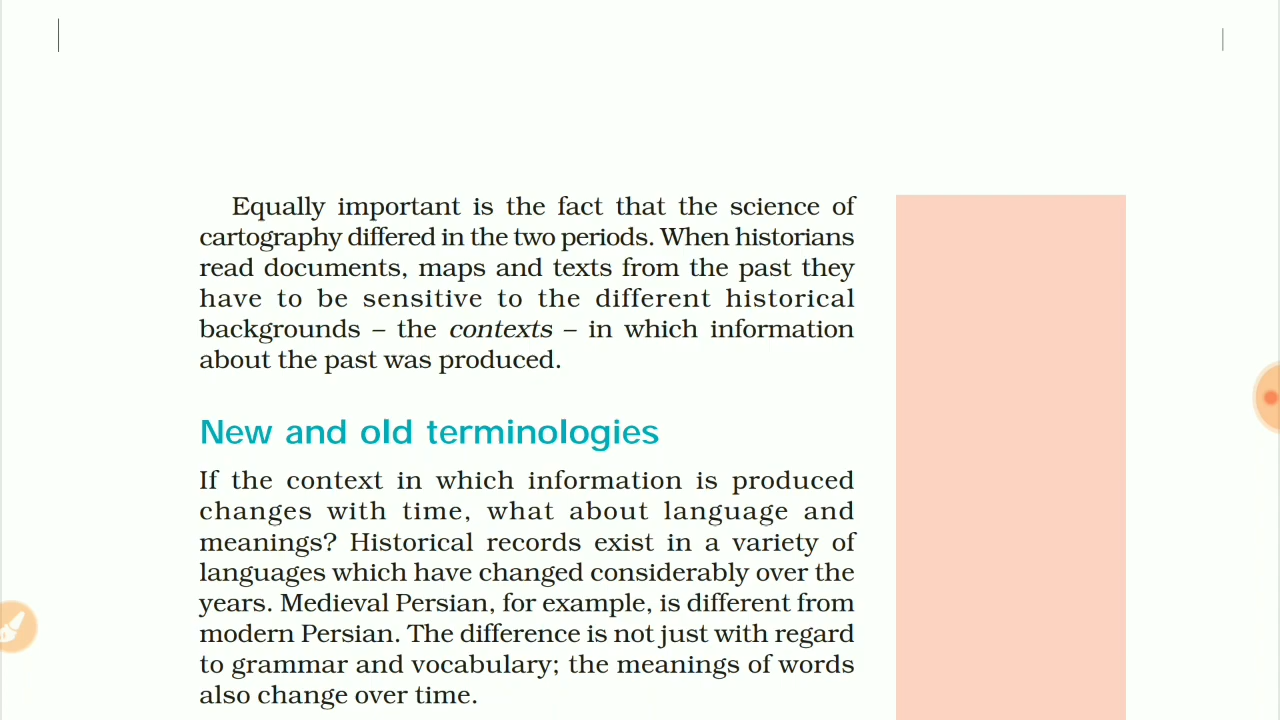 Equally important is the fact that the science of
cartography differed in the two periods. When historians
read documents, maps and texts from the past they
have to be sensitive to the different historical
backgrounds – the contexts – in which information
about the past was produced.
New and old terminologies
If the context in which information is produced
changes with time, what about language and
meanings? Historical records exist in a variety of
languages which have changed considerably over the
years. Medieval Persian, for example, is different from
modern Persian. The difference is not just with regard
to grammar and vocabulary; the meanings of words
also change over time.